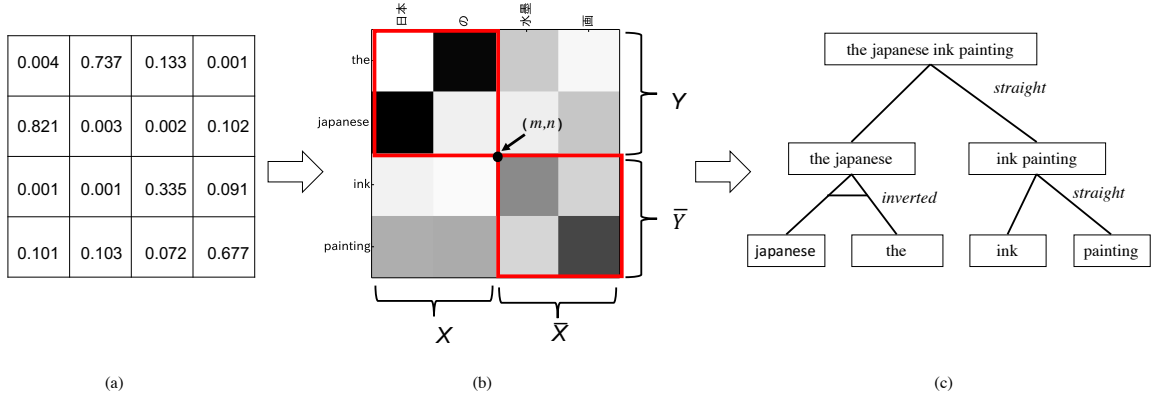 0.004 0.737 0.133 0.001
0.821 0.003 0.002 0.102
0.001 0.001 0.335 0.091
0.101 0.103 0.072 0.677
(a)
日本 の 水墨 画
the
japanese
ink
painting
(m,n)
Y
Y̅
X
X̅
(b)
the japanese ink painting
straight
the japanese
ink painting
inverted
straight
japanese
the
ink
painting
(c)